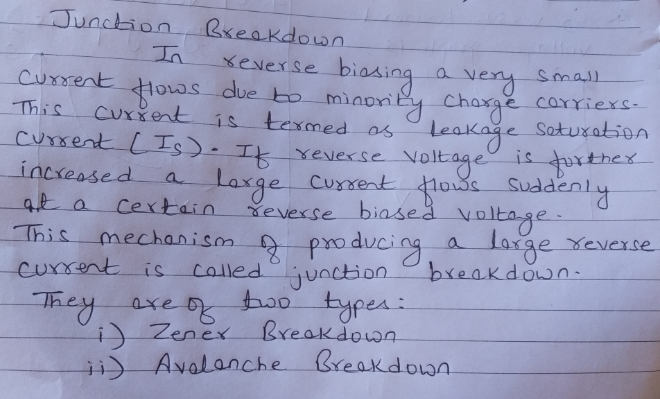 Junction Breakdown
In reverse biasing a very small
current flows due to minority charge carriers.
This current is termed as leakage saturation
current (Is). If reverse voltage is further
increased a large current flows suddenly
at a certain reverse biased voltage.
This mechanism of producing a large reverse
current is called junction breakdown.
They are of two types:
i) Zener Breakdown
ii) Avalanche Breakdown